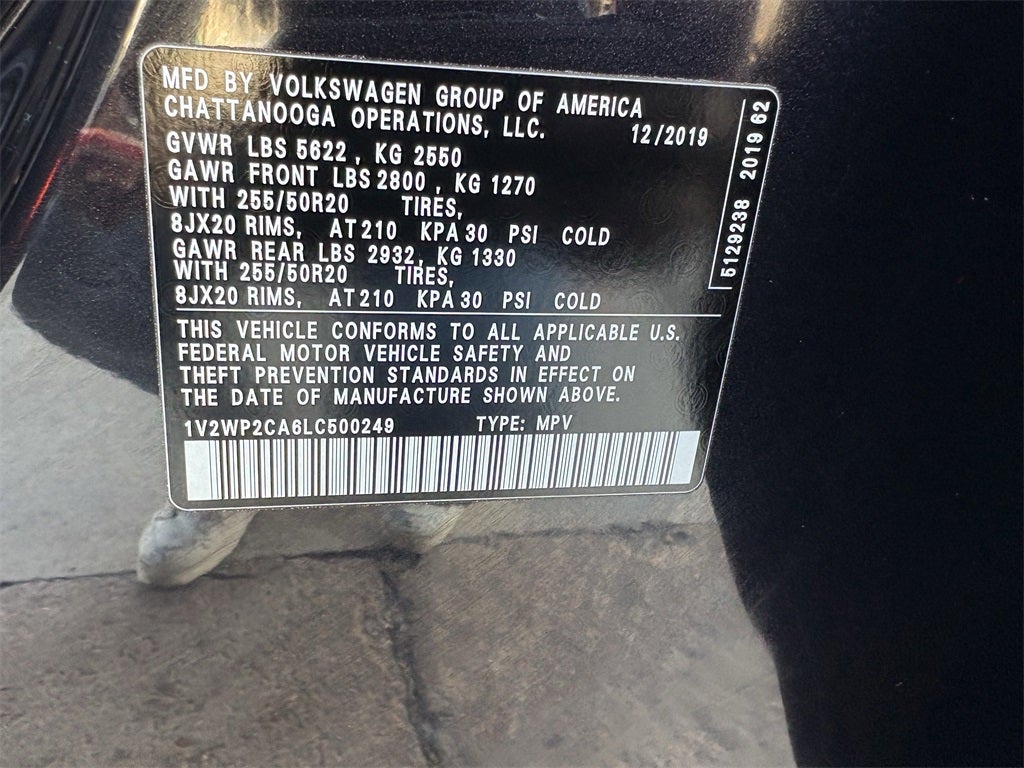 MFD BY VOLKSWAGEN GROUP OF AMERICA
CHATTANOOGA OPERATIONS, LLC. 12/2019
GVWR LBS 5622, KG 2550
GAWR FRONT LBS 2800, KG 1270
WITH 255/50R20 TIRES,
8JX20 RIMS, AT 210 KPA 30 PSI COLD
GAWR REAR LBS 2932, KG 1330
WITH 255/50R20 TIRES,
8JX20 RIMS, AT 210 KPA 30 PSI COLD
THIS VEHICLE CONFORMS TO ALL APPLICABLE U.S.
FEDERAL MOTOR VEHICLE SAFETY AND
THEFT PREVENTION STANDARDS IN EFFECT ON
THE DATE OF MANUFACTURE SHOWN ABOVE.
1V2WP2CA6LC500249 TYPE: MPV
5129238 2019 62